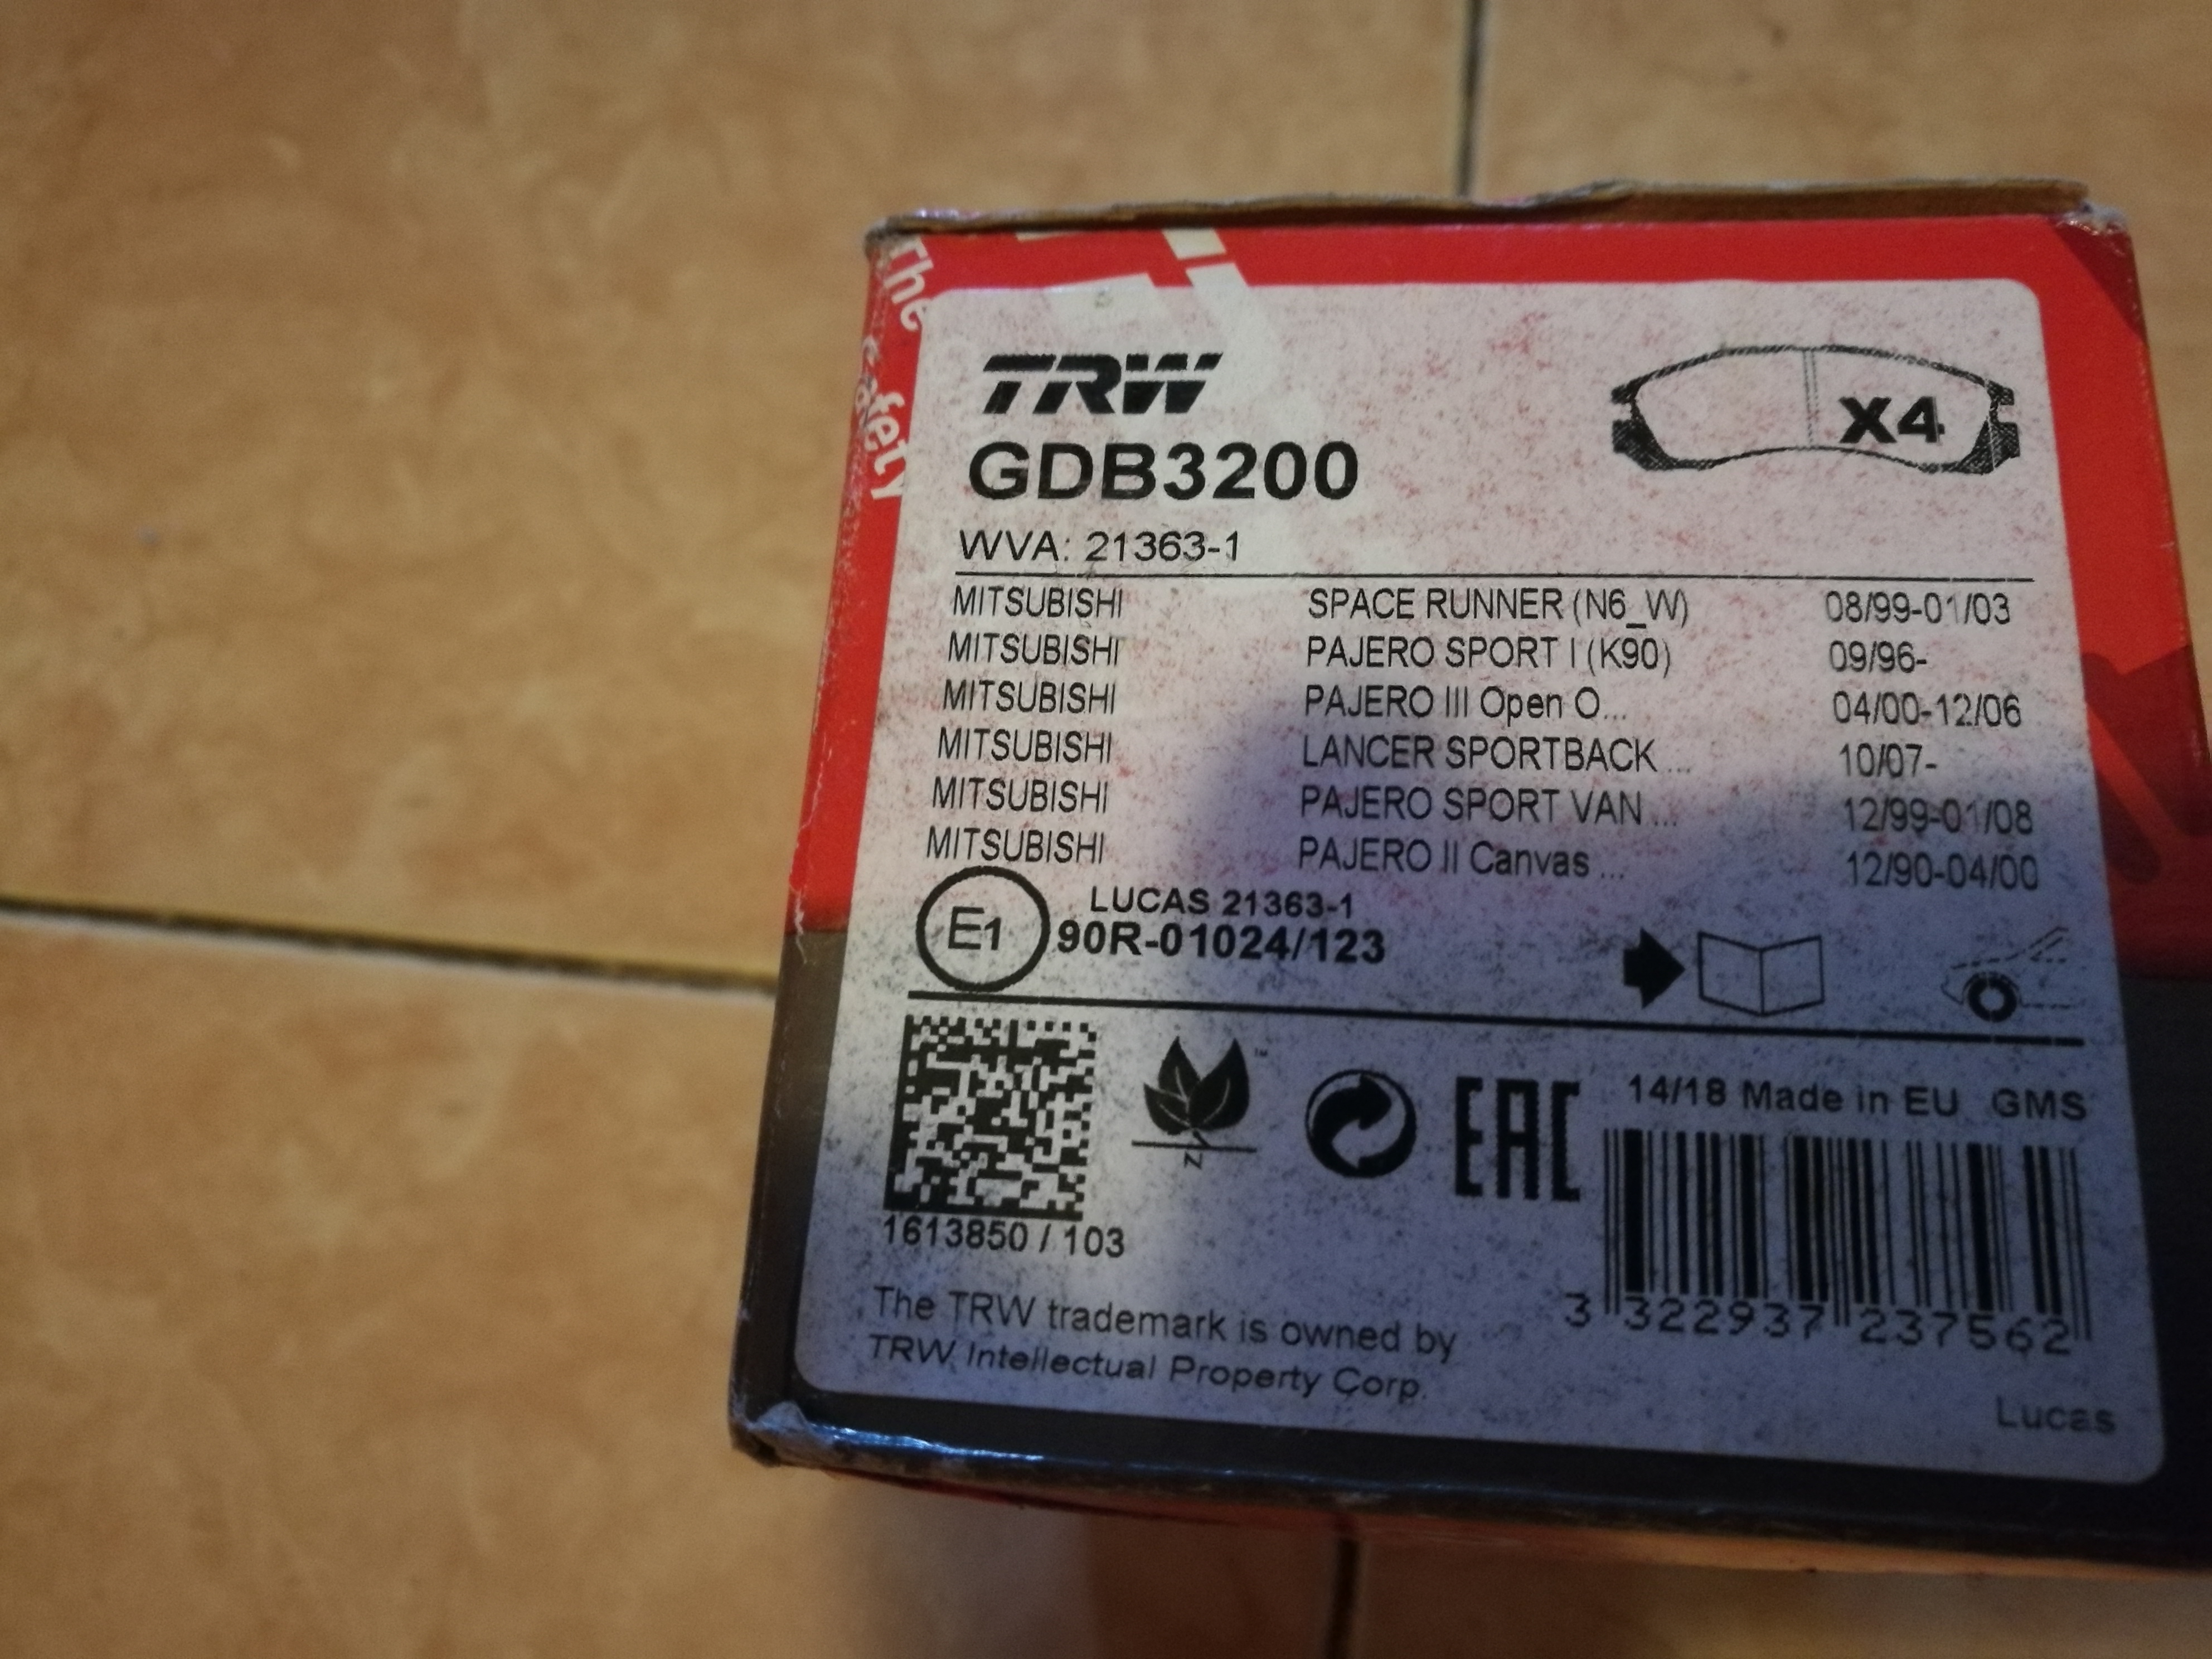 The
Safety
TRW
X4
GDB3200
WVA: 21363-1
MITSUBISHI SPACE RUNNER (N6_W) 08/99-01/03
MITSUBISHI PAJERO SPORT I (K90) 09/96-
MITSUBISHI PAJERO III Open O... 04/00-12/06
MITSUBISHI LANCER SPORTBACK ... 10/07-
MITSUBISHI PAJERO SPORT VAN ... 12/99-01/08
MITSUBISHI PAJERO II Canvas ... 12/90-04/00
E1 LUCAS 21363-1
90R-01024/123
N ™ EAC 14/18 Made in EU GMS
1613850 / 103
3 322937 237562
The TRW trademark is owned by
TRW Intellectual Property Corp.
Lucas